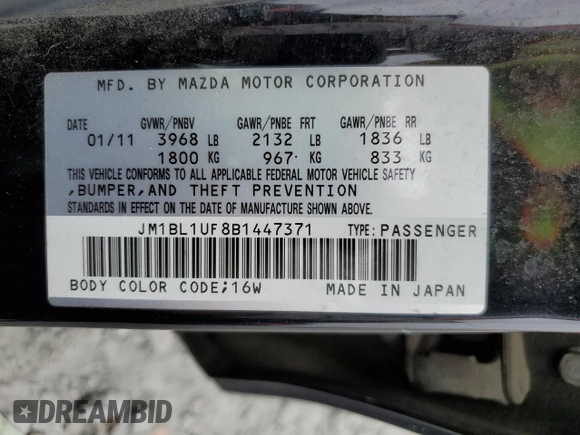 MFD. BY MAZDA MOTOR CORPORATION
DATE GVWR/PNBV GAWR/PNBE FRT GAWR/PNBE RR
01/11 3968 LB 2132 LB 1836 LB
1800 KG 967 KG 833 KG
THIS VEHICLE CONFORMS TO ALL APPLICABLE FEDERAL MOTOR VEHICLE SAFETY
,BUMPER,AND THEFT PREVENTION
STANDARDS IN EFFECT ON THE DATE OF MANUFACTURE SHOWN ABOVE.
JM1BL1UF8B1447371 TYPE:PASSENGER
BODY COLOR CODE;16W MADE IN JAPAN
DREAMBID